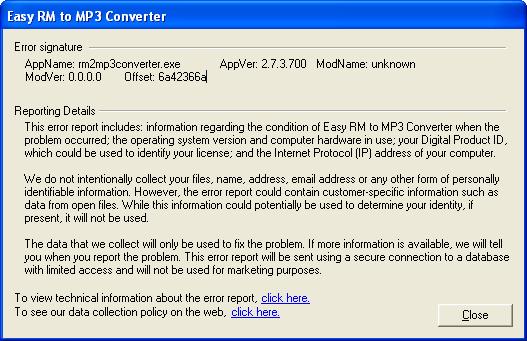 Easy RM to MP3 Converter
Error signature
AppName: rm2mp3converter.exe AppVer: 2.7.3.700 ModName: unknown
ModVer: 0.0.0.0 Offset: 6a42366a
Reporting Details
This error report includes: information regarding the condition of Easy RM to MP3 Converter when the
problem occurred; the operating system version and computer hardware in use; your Digital Product ID,
which could be used to identify your license; and the Internet Protocol (IP) address of your computer.
We do not intentionally collect your files, name, address, email address or any other form of personally
identifiable information. However, the error report could contain customer-specific information such as
data from open files. While this information could potentially be used to determine your identity, if
present, it will not be used.
The data that we collect will only be used to fix the problem. If more information is available, we will tell
you when you report the problem. This error report will be sent using a secure connection to a database
with limited access and will not be used for marketing purposes.
To view technical information about the error report, click here.
To see our data collection policy on the web, click here.
Close